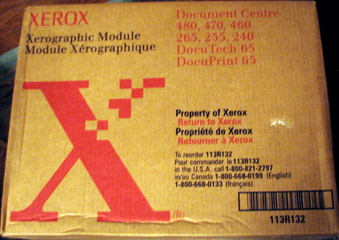 XEROX
Xerographic Module
Module Xérographique
Document Centre
480, 470, 460
265, 255, 240
DocuTech 65
DocuPrint 65
Property of Xerox
Return to Xerox
Propriété de Xerox
Retourner à Xerox
To reorder 113R132
Pour commander le 113R132
in the U.S.A. call 1-800-821-2797
in/au Canada 1-800-668-0199 (English)
1-800-668-0133 (français)
X®
113R132